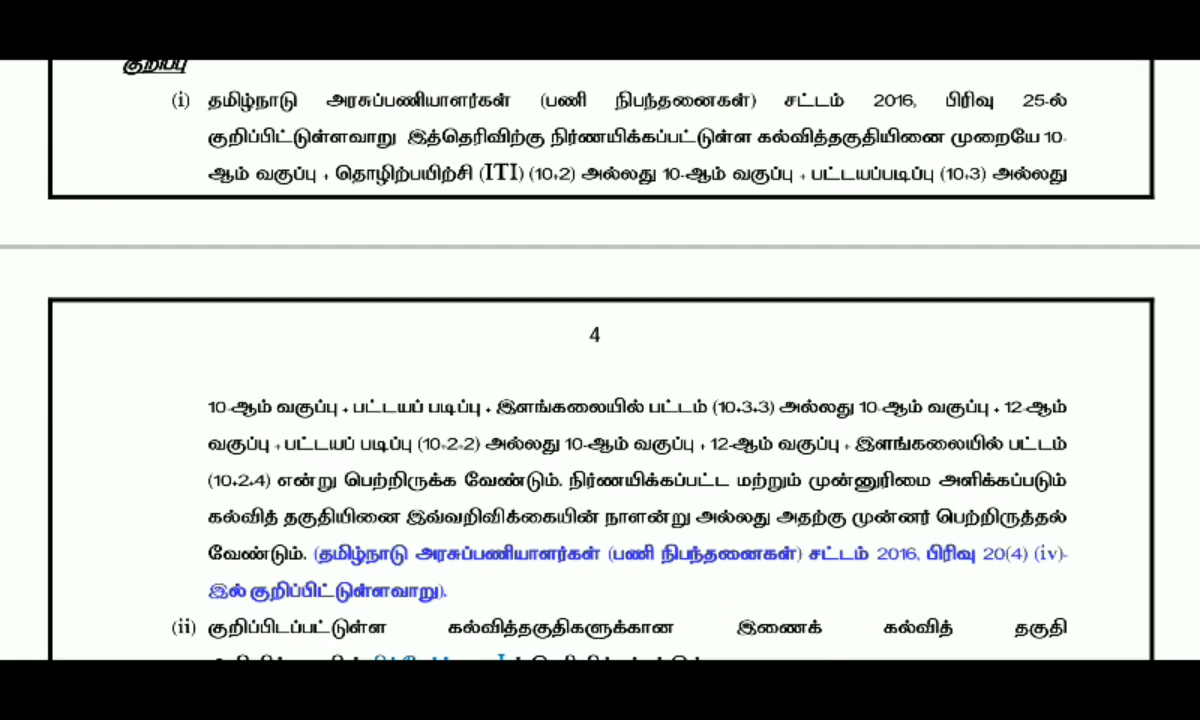 குறிப்பு
(i) தமிழ்நாடு அரசுப்பணியாளர்கள் (பணி நிபந்தனைகள்) சட்டம் 2016, பிரிவு 25-ல்
குறிப்பிட்டுள்ளவாறு இத்தெரிவிற்கு நிர்ணயிக்கப்பட்டுள்ள கல்வித்தகுதியினை முறையே 10-
ஆம் வகுப்பு + தொழிற்பயிற்சி (ITI) (10+2) அல்லது 10-ஆம் வகுப்பு + பட்டயப்படிப்பு (10+3) அல்லது
4
10-ஆம் வகுப்பு + பட்டயப் படிப்பு + இளங்கலையில் பட்டம் (10+3+3) அல்லது 10-ஆம் வகுப்பு + 12-ஆம்
வகுப்பு + பட்டயப் படிப்பு (10+2+2) அல்லது 10-ஆம் வகுப்பு + 12-ஆம் வகுப்பு + இளங்கலையில் பட்டம்
(10+2+4) என்று பெற்றிருக்க வேண்டும். நிர்ணயிக்கப்பட்ட மற்றும் முன்னுரிமை அளிக்கப்படும்
கல்வித் தகுதியினை இவ்வறிவிக்கையின் நாளன்று அல்லது அதற்கு முன்னர் பெற்றிருத்தல்
வேண்டும். (தமிழ்நாடு அரசுப்பணியாளர்கள் (பணி நிபந்தனைகள்) சட்டம் 2016, பிரிவு 20(4) (iv)-
இல் குறிப்பிட்டுள்ளவாறு).
(ii) குறிப்பிடப்பட்டுள்ள கல்வித்தகுதிகளுக்கான இணைக் கல்வித் தகுதி